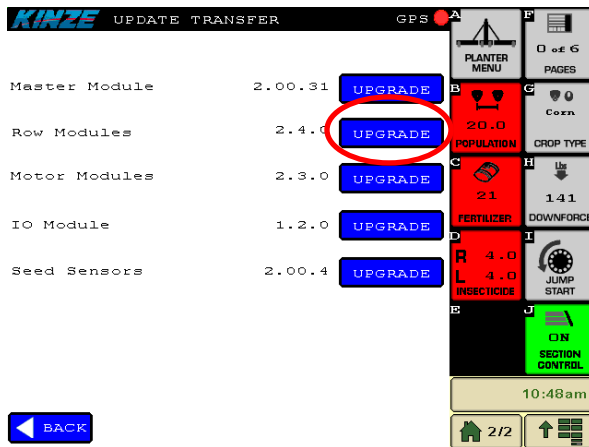 KINZE UPDATE TRANSFER GPS
Master Module 2.00.31 UPGRADE
Row Modules 2.4.0 UPGRADE
Motor Modules 2.3.0 UPGRADE
IO Module 1.2.0 UPGRADE
Seed Sensors 2.00.4 UPGRADE
BACK
A
PLANTER
MENU
F
0 of 6
PAGES
B
20.0
POPULATION
G
Corn
CROP TYPE
C
21
FERTILIZER
H
Lbs
141
DOWNFORCE
D
R 4.0
L 4.0
INSECTICIDE
I
JUMP
START
E
J
ON
SECTION
CONTROL
10:48am
2/2